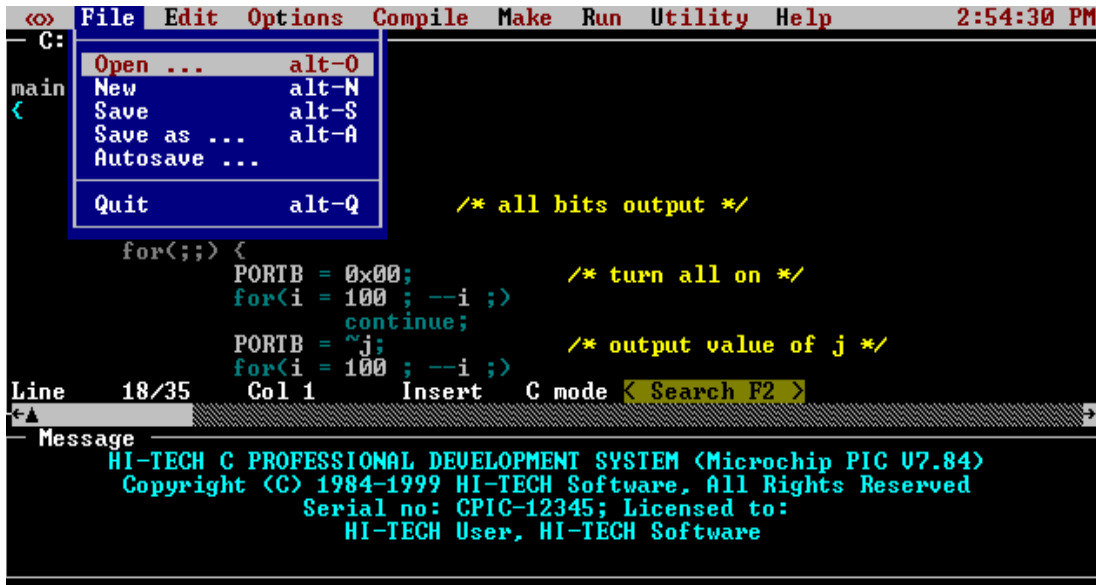 <<>> File Edit Options Compile Make Run Utility Help 2:54:30 PM
C:
Open ... alt-O
main New alt-N
{ Save alt-S
Save as ... alt-A
Autosave ...
Quit alt-Q /* all bits output */
for(;;) {
PORTB = 0x00; /* turn all on */
for(i = 100 ; --i ;)
continue;
PORTB = ~j; /* output value of j */
for(i = 100 ; --i ;)
Line 18/35 Col 1 Insert C mode < Search F2 >
Message
HI-TECH C PROFESSIONAL DEVELOPMENT SYSTEM (Microchip PIC V7.84)
Copyright (C) 1984-1999 HI-TECH Software, All Rights Reserved
Serial no: CPIC-12345; Licensed to:
HI-TECH User, HI-TECH Software